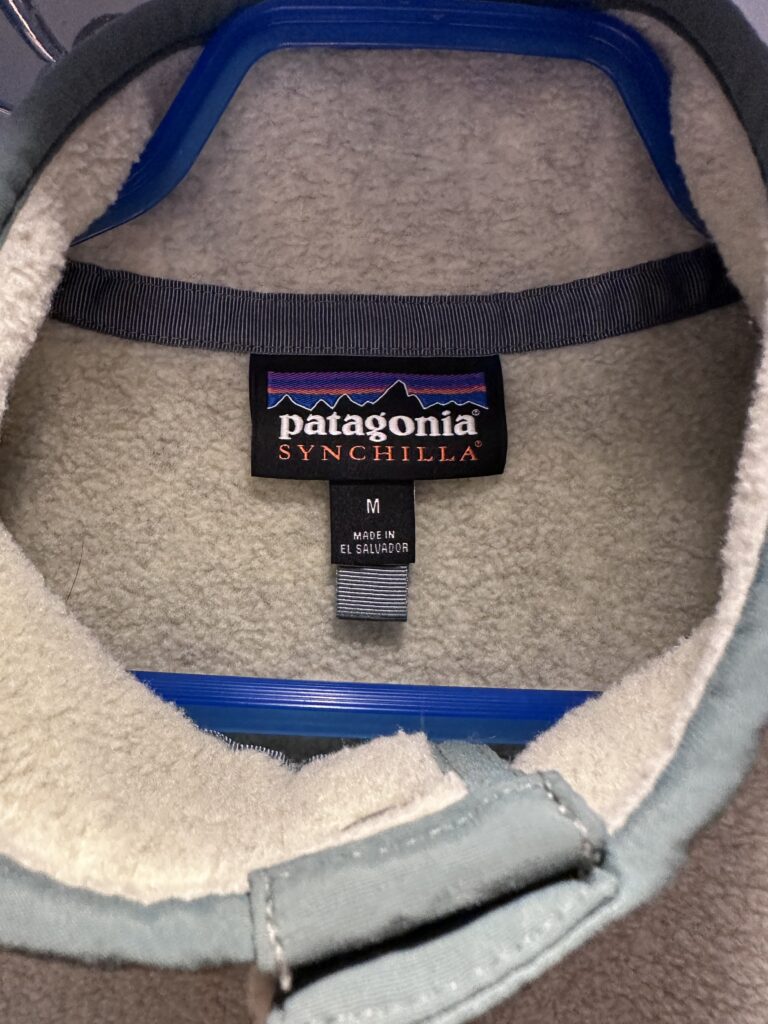 patagonia®
SYNCHILLA®
M
MADE IN
EL SALVADOR